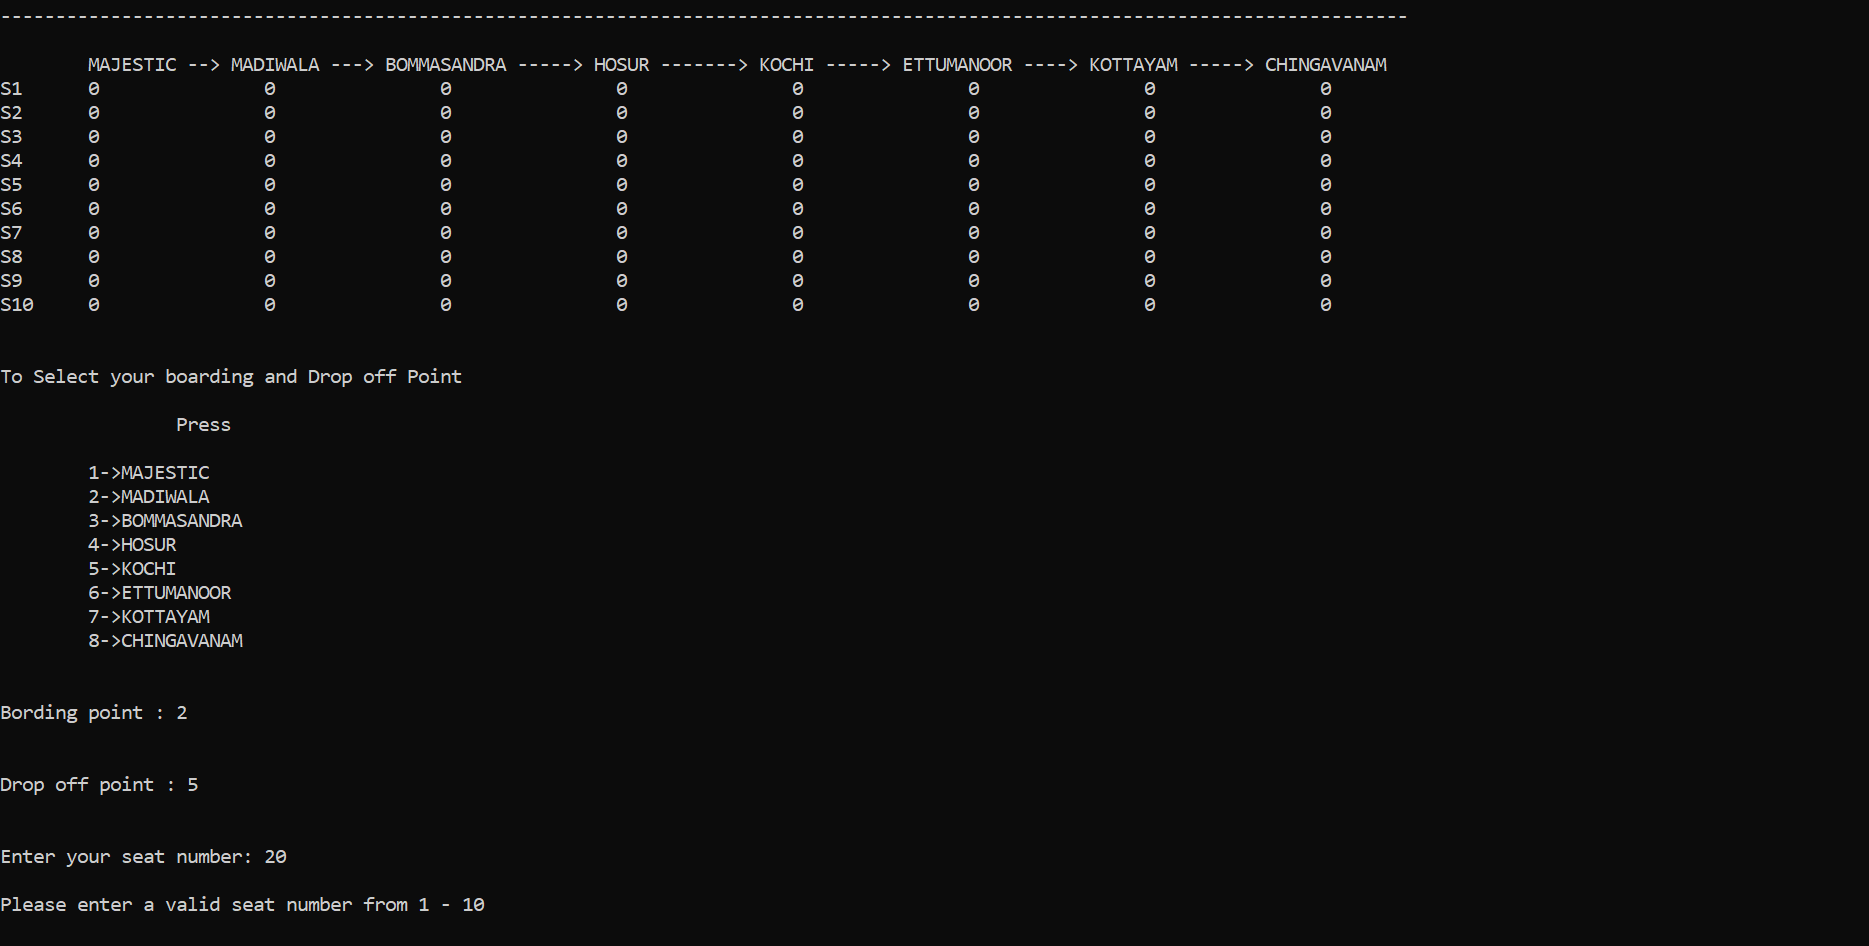 --------------------------------------------------------------------------------------------------------------------------------
MAJESTIC --> MADIWALA ---> BOMMASANDRA -----> HOSUR -------> KOCHI -----> ETTUMANOOR ----> KOTTAYAM -----> CHINGAVANAM
S1 0 0 0 0 0 0 0 0
S2 0 0 0 0 0 0 0 0
S3 0 0 0 0 0 0 0 0
S4 0 0 0 0 0 0 0 0
S5 0 0 0 0 0 0 0 0
S6 0 0 0 0 0 0 0 0
S7 0 0 0 0 0 0 0 0
S8 0 0 0 0 0 0 0 0
S9 0 0 0 0 0 0 0 0
S10 0 0 0 0 0 0 0 0
To Select your boarding and Drop off Point
Press
1->MAJESTIC
2->MADIWALA
3->BOMMASANDRA
4->HOSUR
5->KOCHI
6->ETTUMANOOR
7->KOTTAYAM
8->CHINGAVANAM
Bording point : 2
Drop off point : 5
Enter your seat number: 20
Please enter a valid seat number from 1 - 10